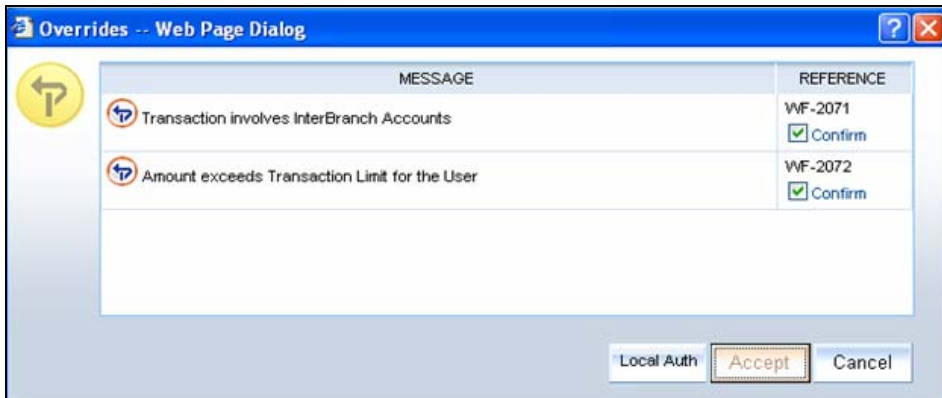 Overrides -- Web Page Dialog
MESSAGE REFERENCE
Transaction involves InterBranch Accounts WF-2071
Confirm
Amount exceeds Transaction Limit for the User WF-2072
Confirm
Local Auth Accept Cancel